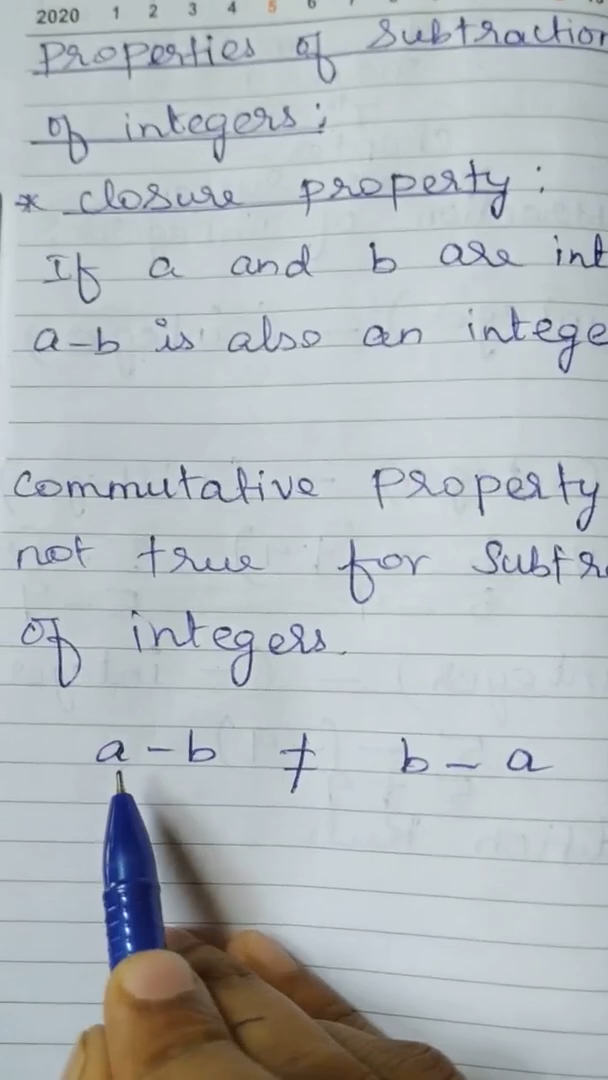 2020 1 2 3 4 5 6
Properties of Subtraction
of integers:
* closure property:
If a and b are int
a-b is also an intege
Commutative Property
not true for Subtr
of integers.
a - b ≠ b - a